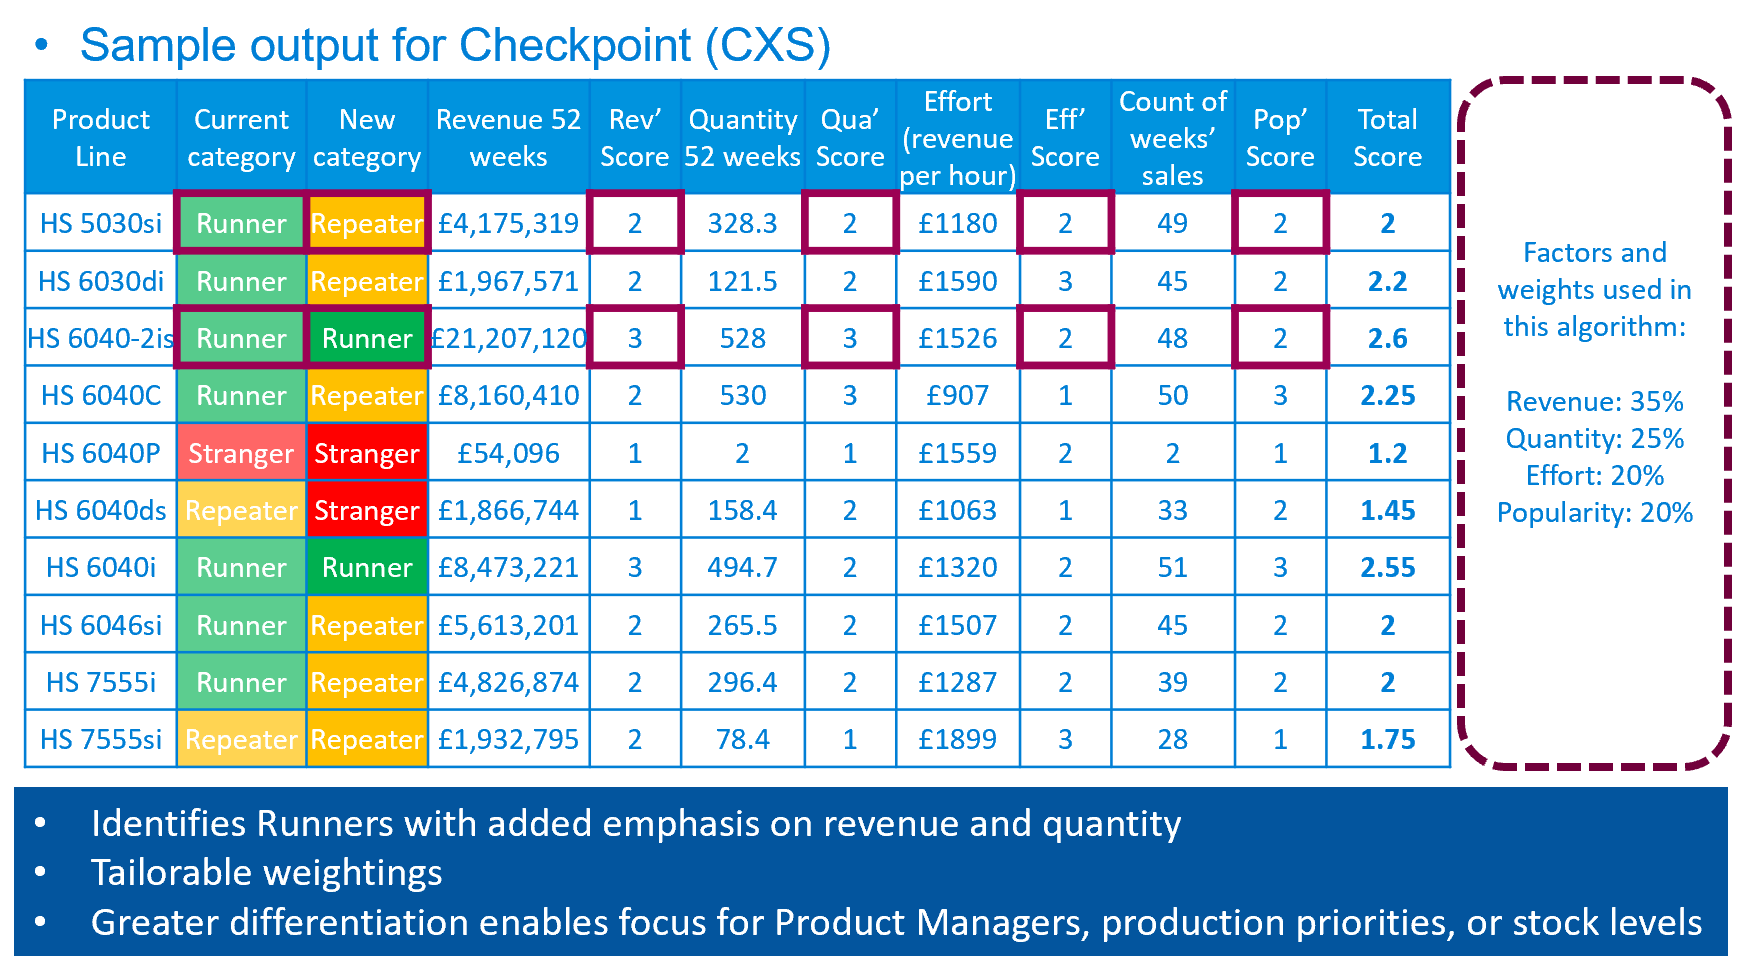 • Sample output for Checkpoint (CXS)
Product Line Current category New category Revenue 52 weeks Rev’ Score Quantity 52 weeks Qua’ Score Effort (revenue per hour) Eff’ Score Count of weeks’ sales Pop’ Score Total Score
HS 5030si Runner Repeater £4,175,319 2 328.3 2 £1180 2 49 2 2
HS 6030di Runner Repeater £1,967,571 2 121.5 2 £1590 3 45 2 2.2
HS 6040-2is Runner Runner £21,207,120 3 528 3 £1526 2 48 2 2.6
HS 6040C Runner Repeater £8,160,410 2 530 3 £907 1 50 3 2.25
HS 6040P Stranger Stranger £54,096 1 2 1 £1559 2 2 1 1.2
HS 6040ds Repeater Stranger £1,866,744 1 158.4 2 £1063 1 33 2 1.45
HS 6040i Runner Runner £8,473,221 3 494.7 2 £1320 2 51 3 2.55
HS 6046si Runner Repeater £5,613,201 2 265.5 2 £1507 2 45 2 2
HS 7555i Runner Repeater £4,826,874 2 296.4 2 £1287 2 39 2 2
HS 7555si Repeater Repeater £1,932,795 2 78.4 1 £1899 3 28 1 1.75
Factors and
weights used in
this algorithm:
Revenue: 35%
Quantity: 25%
Effort: 20%
Popularity: 20%
• Identifies Runners with added emphasis on revenue and quantity
• Tailorable weightings
• Greater differentiation enables focus for Product Managers, production priorities, or stock levels